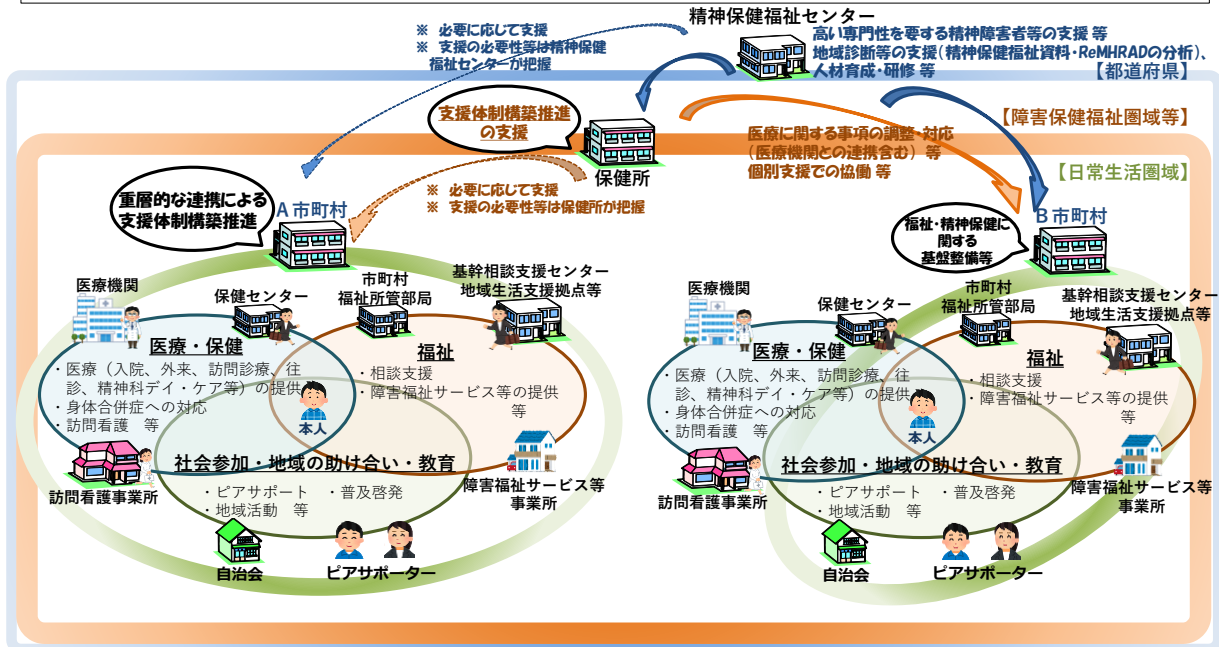 精神保健福祉センター
※ 必要に応じて支援
※ 支援の必要性等は精神保健
福祉センターが把握
高い専門性を要する精神障害者等の支援 等
地域診断等の支援(精神保健福祉資料・ReMHRADの分析)、
人材育成・研修 等
【都道府県】
支援体制構築推進
の支援
【障害保健福祉圏域等】
医療に関する事項の調整・対応
(医療機関との連携含む) 等
個別支援での協働 等
保健所
【日常生活圏域】
※ 必要に応じて支援
※ 支援の必要性等は保健所が把握
重層的な連携による
支援体制構築推進
A市町村
医療機関
保健センター
市町村
福祉所管部局
基幹相談支援センター
地域生活支援拠点等
医療・保健
・医療（入院、外来、訪問診療、往
診、精神科デイ・ケア等）の提供
・身体合併症への対応
・訪問看護 等
福祉
・相談支援
・障害福祉サービス等の提供
等
本人
社会参加・地域の助け合い・教育
・ピアサポート ・普及啓発
・地域活動 等
訪問看護事業所
障害福祉サービス等
事業所
自治会
ピアサポーター
福祉・精神保健に
関する
基盤整備等
B市町村
医療機関
保健センター
市町村
福祉所管部局
基幹相談支援センター
地域生活支援拠点等
医療・保健
・医療（入院、外来、訪問診療、往
診、精神科デイ・ケア等）の提供
・身体合併症への対応
・訪問看護 等
福祉
・相談支援
・障害福祉サービス等の提供
等
本人
社会参加・地域の助け合い・教育
・ピアサポート ・普及啓発
・地域活動 等
訪問看護事業所
障害福祉サービス等
事業所
自治会
ピアサポーター